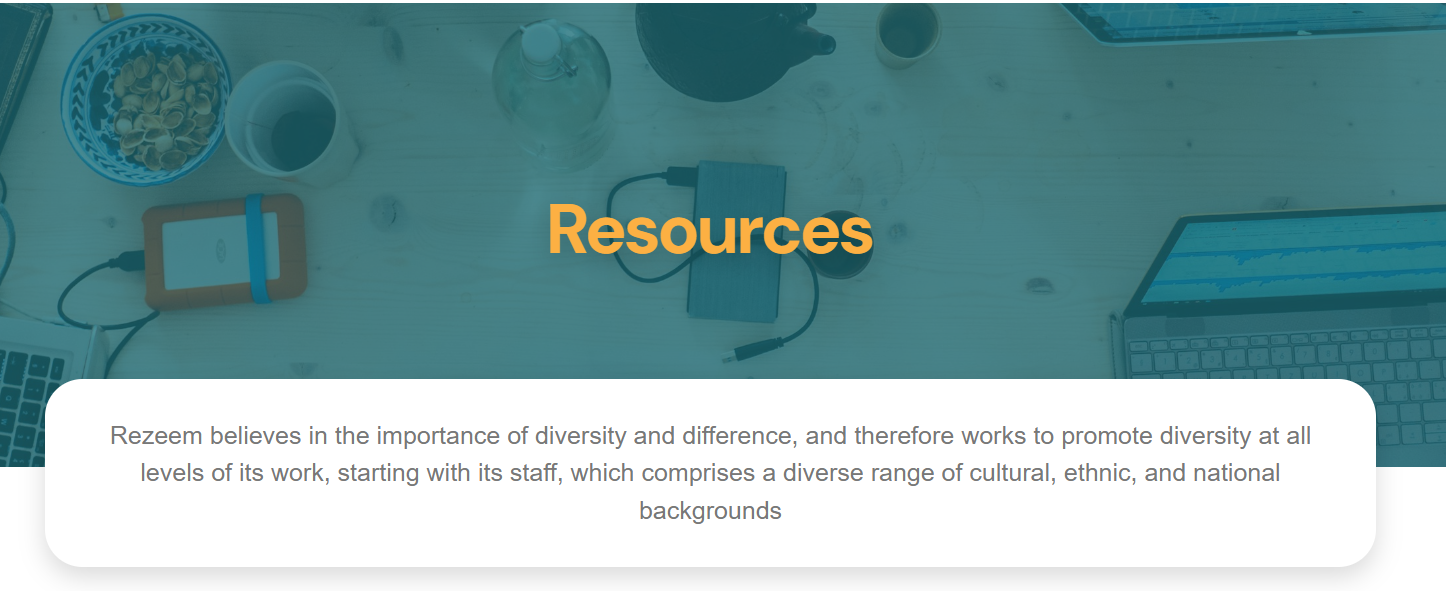 Resources
Rezeem believes in the importance of diversity and difference, and therefore works to promote diversity at all
levels of its work, starting with its staff, which comprises a diverse range of cultural, ethnic, and national
backgrounds